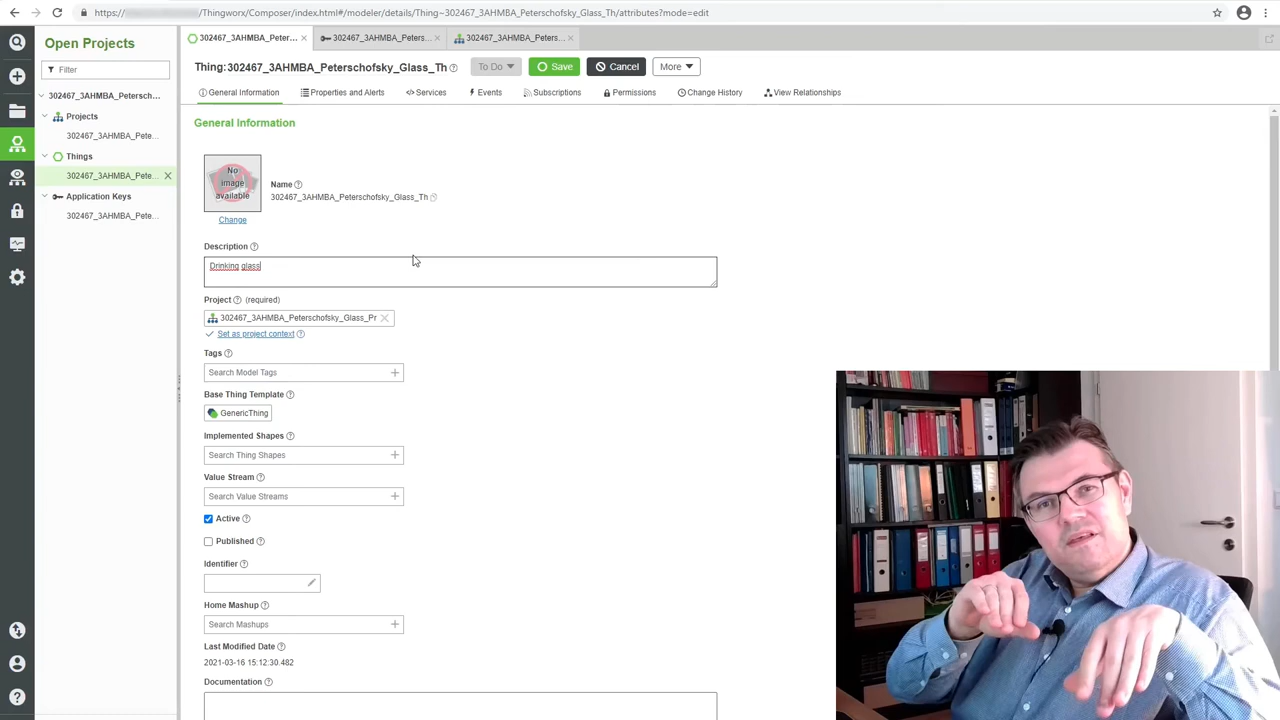 /Thingworx/Composer/index.html#/modeler/details/Thing~302467_3AHMBA_Peterschofsky_Glass_Th/attributes?mode=edit
Open Projects
302467_3AHMBA_Peter...
302467_3AHMBA_Peters...
302467_3AHMBA_Peters...
Filter
Thing:302467_3AHMBA_Peterschofsky_Glass_Th
To Do
Save
Cancel
More
302467_3AHMBA_Petersch...
General Information
Properties and Alerts
Services
Events
Subscriptions
Permissions
Change History
View Relationships
Projects
302467_3AHMBA_Pete...
General Information
Things
302467_3AHMBA_Pete...
Application Keys
302467_3AHMBA_Pete...
No
image
available
Change
Name
302467_3AHMBA_Peterschofsky_Glass_Th
Description
Drinking glass
Project (required)
302467_3AHMBA_Peterschofsky_Glass_Pr
Set as project context
Tags
Search Model Tags
Base Thing Template
GenericThing
Implemented Shapes
Search Thing Shapes
Value Stream
Search Value Streams
Active
Published
Identifier
Home Mashup
Search Mashups
Last Modified Date
2021-03-16 15:12:30.482
Documentation